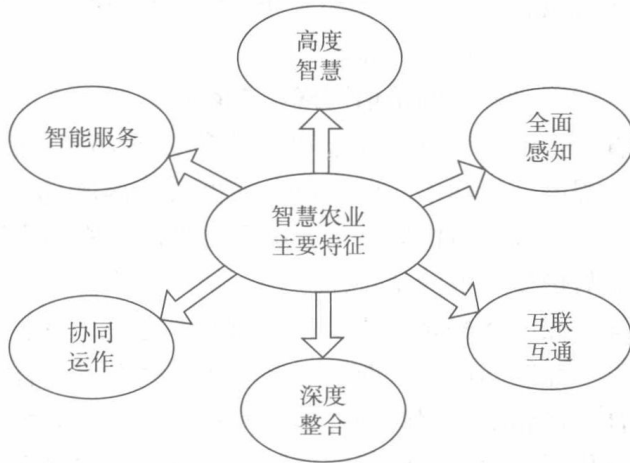 高度
智慧
智能服务
全面
感知
智慧农业
主要特征
协同
运作
互联
互通
深度
整合